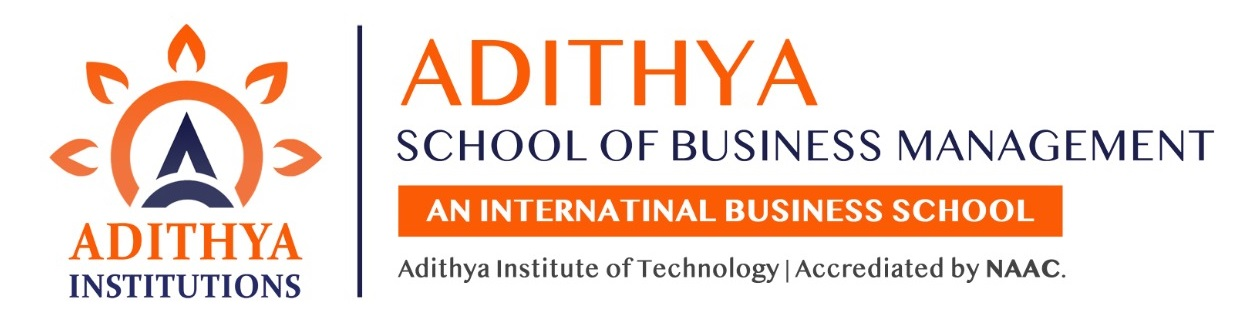 ADITHYA
INSTITUTIONS
ADITHYA
SCHOOL OF BUSINESS MANAGEMENT
AN INTERNATINAL BUSINESS SCHOOL
Adithya Institute of Technology | Accrediated by NAAC.